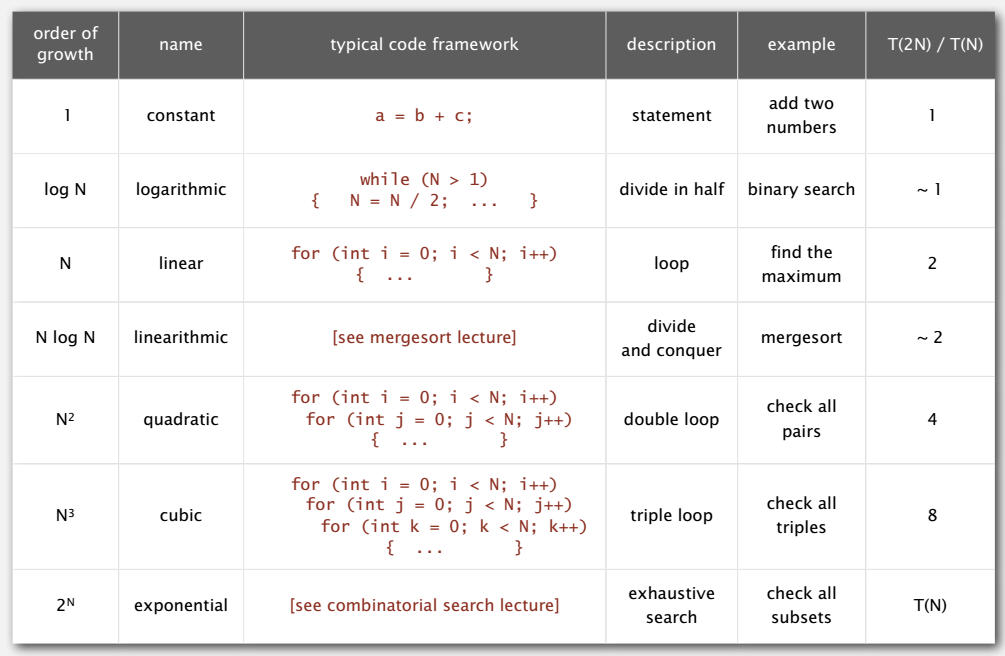 order of
growth
name
typical code framework
description
example
T(2N) / T(N)
1
constant
a = b + c;
statement
add two
numbers
1
log N
logarithmic
while (N > 1)
{ N = N / 2; ... }
divide in half
binary search
~ 1
N
linear
for (int i = 0; i < N; i++)
{ ... }
loop
find the
maximum
2
N log N
linearithmic
[see mergesort lecture]
divide
and conquer
mergesort
~ 2
N²
quadratic
for (int i = 0; i < N; i++)
for (int j = 0; j < N; j++)
{ ... }
double loop
check all
pairs
4
N³
cubic
for (int i = 0; i < N; i++)
for (int j = 0; j < N; j++)
for (int k = 0; k < N; k++)
{ ... }
triple loop
check all
triples
8
2ᴺ
exponential
[see combinatorial search lecture]
exhaustive
search
check all
subsets
T(N)